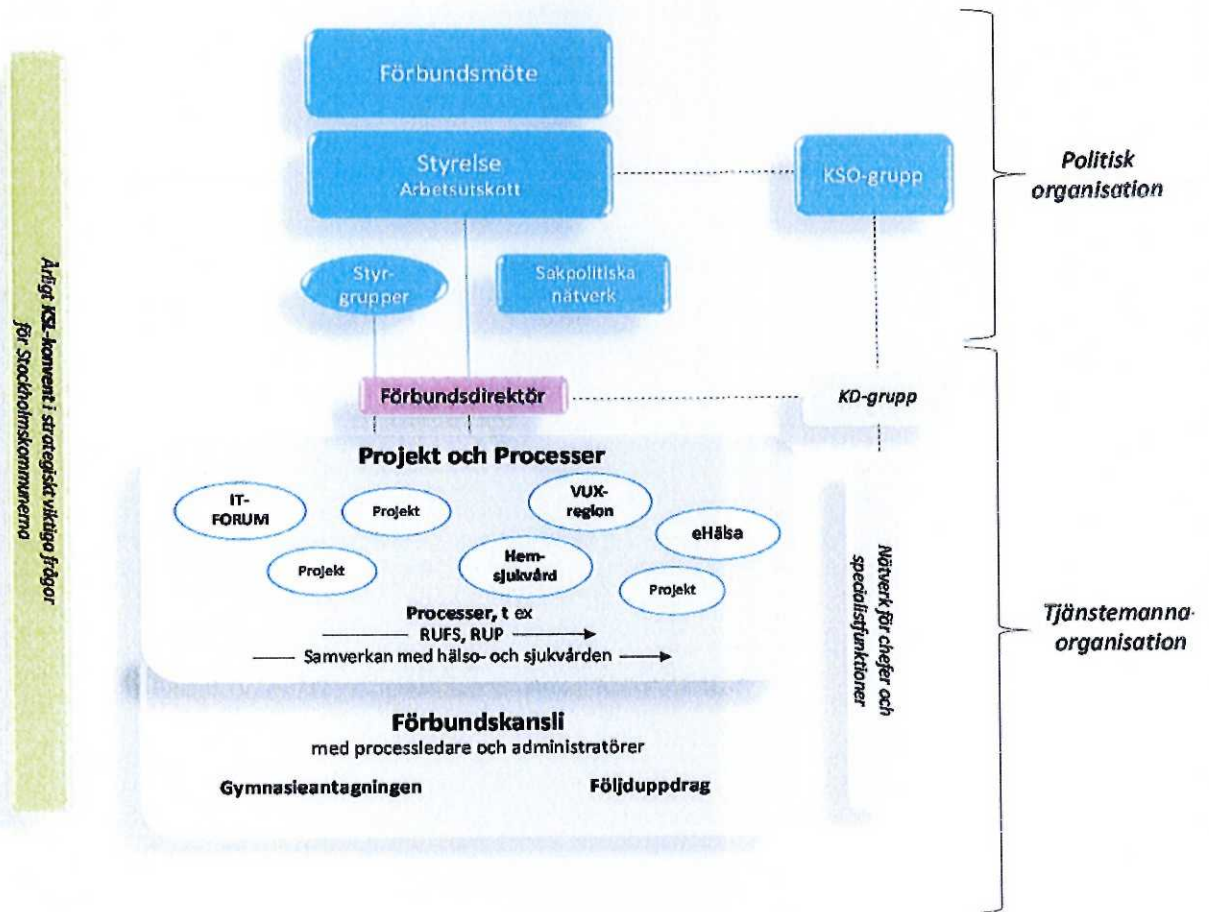 Förbundsmöte
Styrelse
Arbetsutskott
KSO-grupp
Politisk
organisation
Styr-
grupper
Sakpolitiska
nätverk
Årligt KSL-konvent i strategiskt viktiga frågor
för Stockholmskommunerna
Förbundsdirektör
KD-grupp
Projekt och Processer
IT-
FORUM
Projekt
VUX-
region
eHälsa
Projekt
Hem-
sjukvård
Projekt
Processer, t ex
RUFS, RUP
Samverkan med hälso- och sjukvården
Nätverk för chefer och
specialistfunktioner
Tjänstemanna-
organisation
Förbundskansli
med processledare och administratörer
Gymnasieantagningen
Följduppdrag